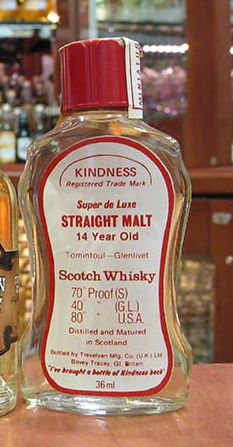 MINIATURE
KINDNESS
Registered Trade Mark
Super de Luxe
STRAIGHT MALT
14 Year Old
Tomintoul—Glenlivet
Scotch Whisky
70° Proof (S)
40° " (G.L.)
80° " U.S.A.
Distilled and Matured
in Scotland
Bottled by Trevelyan Mfg. Co. (U.K.) Ltd.
Bovey Tracey, Gt. Britain
"I've brought a bottle of Kindness back"
36ml